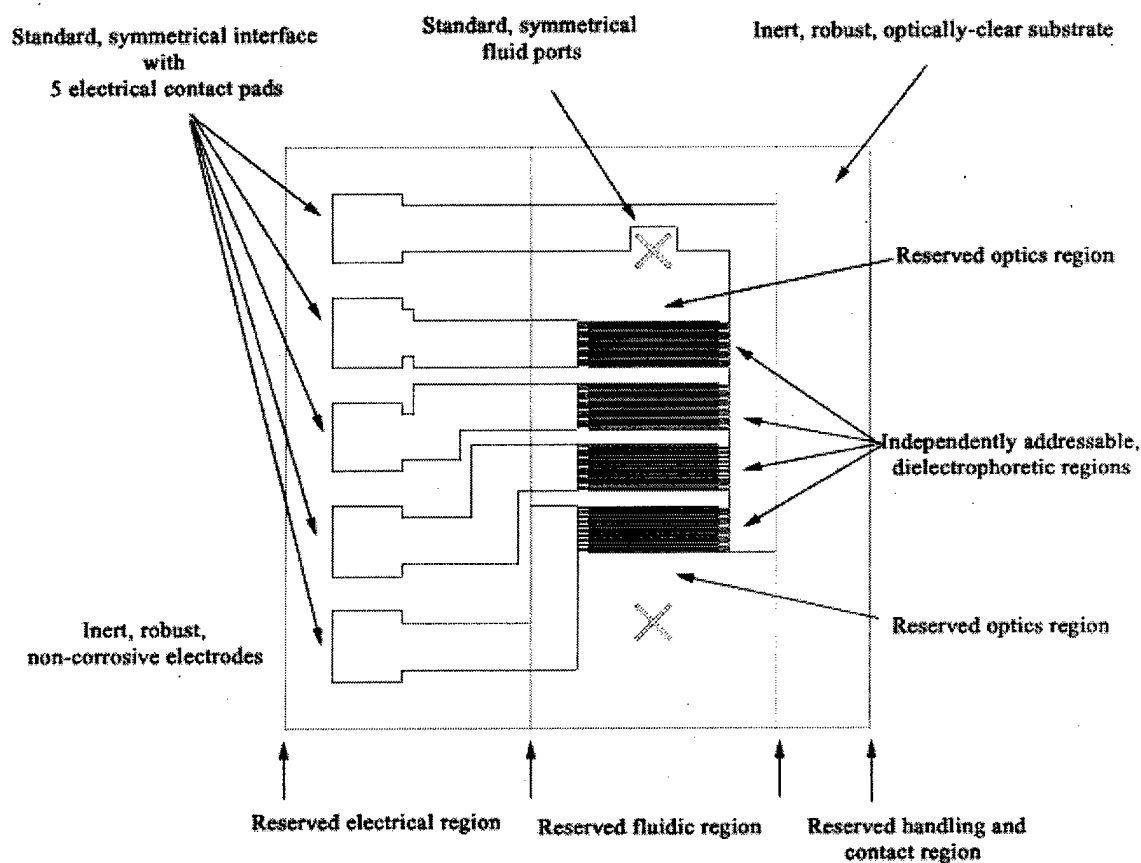 Standard, symmetrical interface
with
5 electrical contact pads
Standard, symmetrical
fluid ports
Inert, robust, optically-clear substrate
Reserved optics region
Independently addressable,
dielectrophoretic regions
Reserved optics region
Inert, robust,
non-corrosive electrodes
Reserved electrical region
Reserved fluidic region
Reserved handling and
contact region